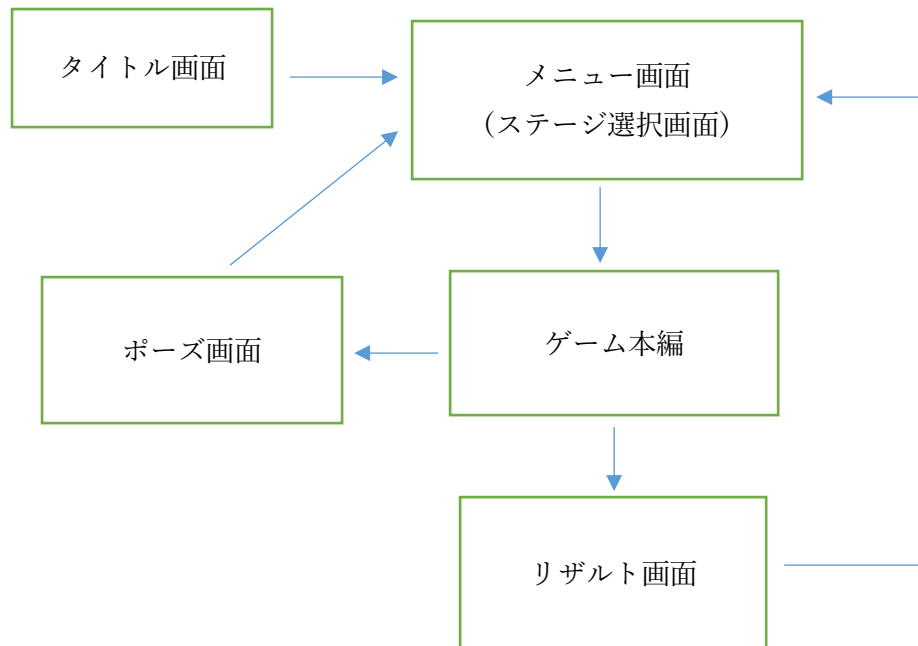 タイトル画面
メニュー画面
(ステージ選択画面)
ポーズ画面
ゲーム本編
リザルト画面